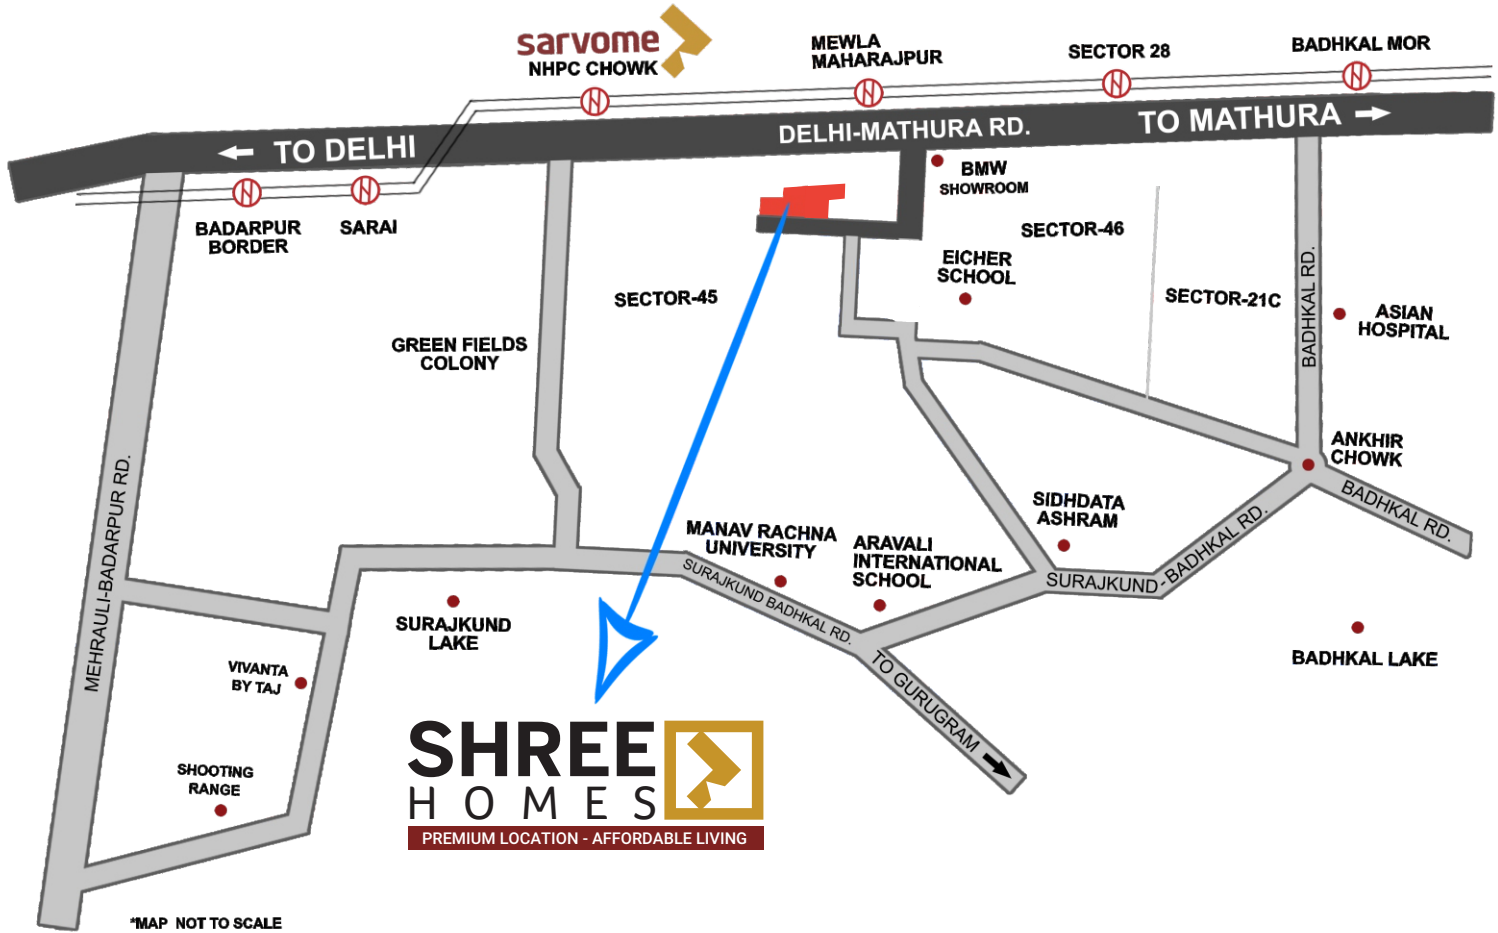 sarvome
NHPC CHOWK
MEWLA
MAHARAJPUR
SECTOR 28
BADHKAL MOR
TO DELHI
DELHI-MATHURA RD.
TO MATHURA
BADARPUR
BORDER
SARAI
BMW
SHOWROOM
SECTOR-46
EICHER
SCHOOL
SECTOR-45
SECTOR-21C
BADHKAL RD.
ASIAN
HOSPITAL
GREEN FIELDS
COLONY
ANKHIR
CHOWK
BADHKAL RD.
MEHRAULI-BADARPUR RD.
SIDHDATA
ASHRAM
MANAV RACHNA
UNIVERSITY
ARAVALI
INTERNATIONAL
SCHOOL
SURAJKUND BADHKAL RD.
SURAJKUND-BADHKAL RD.
SURAJKUND
LAKE
BADHKAL LAKE
VIVANTA
BY TAJ
TO GURUGRAM
SHOOTING
RANGE
SHREE
HOMES
PREMIUM LOCATION - AFFORDABLE LIVING
*MAP NOT TO SCALE